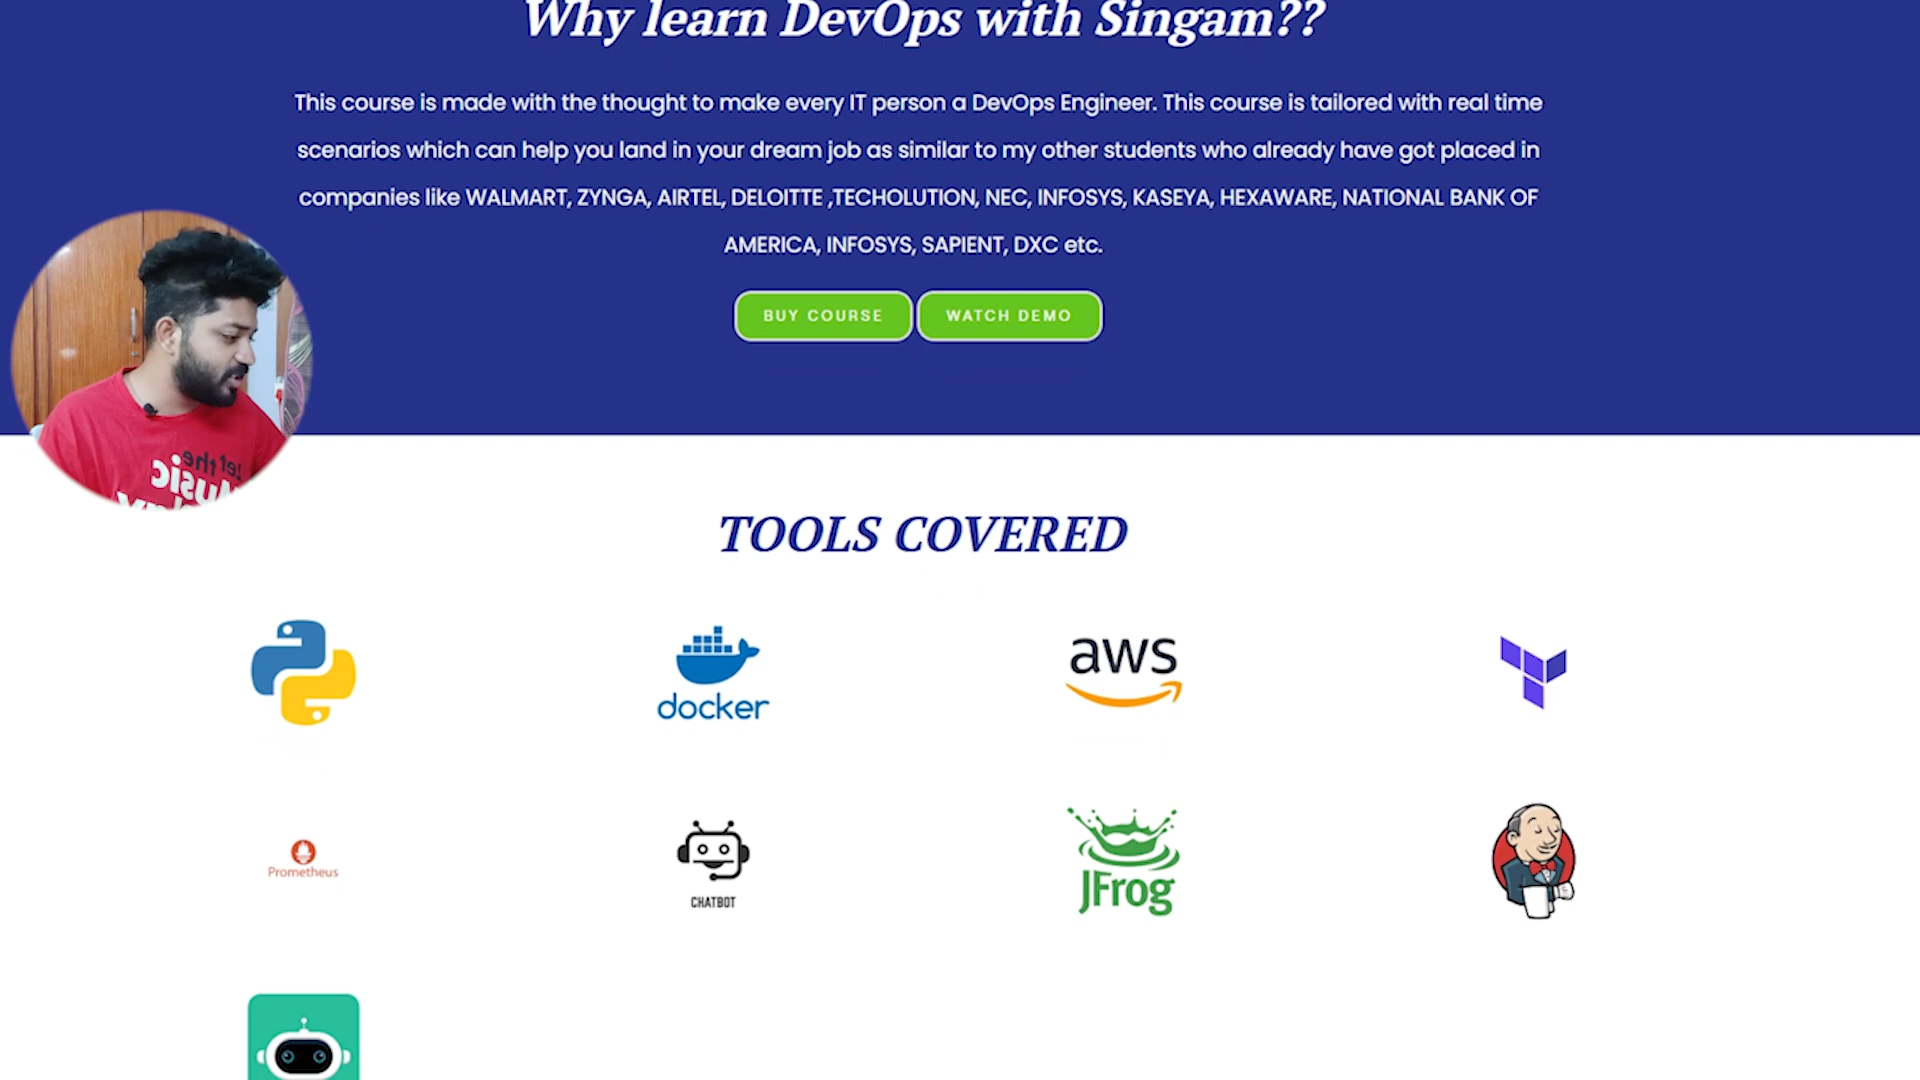 Why learn DevOps with Singam??
This course is made with the thought to make every IT person a DevOps Engineer. This course is tailored with real time
scenarios which can help you land in your dream job as similar to my other students who already have got placed in
companies like WALMART, ZYNGA, AIRTEL, DELOITTE ,TECHOLUTION, NEC, INFOSYS, KASEYA, HEXAWARE, NATIONAL BANK OF
AMERICA, INFOSYS, SAPIENT, DXC etc.
BUY COURSE WATCH DEMO
Let the
Music
TOOLS COVERED
docker
aws
Prometheus
CHATBOT
JFrog